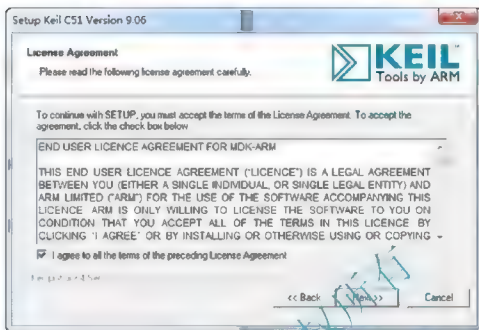 Setup Keil C51 Version 9.06
License Agreement
Please read the following license agreement carefully.
KEIL™
Tools by ARM
To continue with SETUP, you must accept the terms of the License Agreement. To accept the
agreement, click the check box below
END USER LICENCE AGREEMENT FOR MDK-ARM
THIS END USER LICENCE AGREEMENT ("LICENCE") IS A LEGAL AGREEMENT
BETWEEN YOU (EITHER A SINGLE INDIVIDUAL, OR SINGLE LEGAL ENTITY) AND
ARM LIMITED ("ARM") FOR THE USE OF THE SOFTWARE ACCOMPANYING THIS
LICENCE ARM IS ONLY WILLING TO LICENSE THE SOFTWARE TO YOU ON
CONDITION THAT YOU ACCEPT ALL OF THE TERMS IN THIS LICENCE BY
CLICKING "I AGREE" OR BY INSTALLING OR OTHERWISE USING OR COPYING
I agree to all the terms of the preceding License Agreement
<< Back
Next >>
Cancel